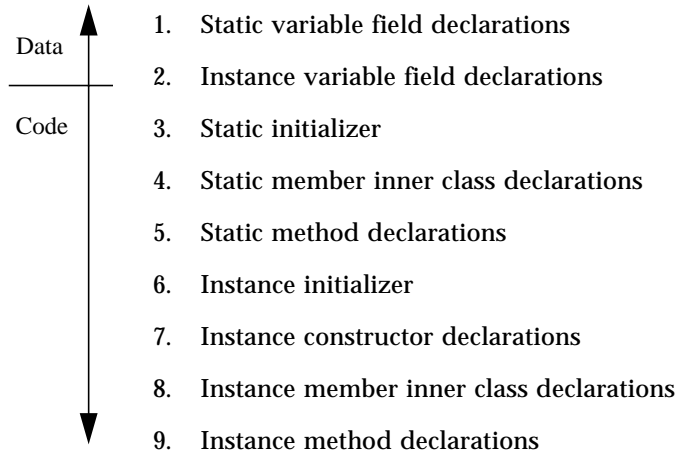 Data
Code
1. Static variable field declarations
2. Instance variable field declarations
3. Static initializer
4. Static member inner class declarations
5. Static method declarations
6. Instance initializer
7. Instance constructor declarations
8. Instance member inner class declarations
9. Instance method declarations